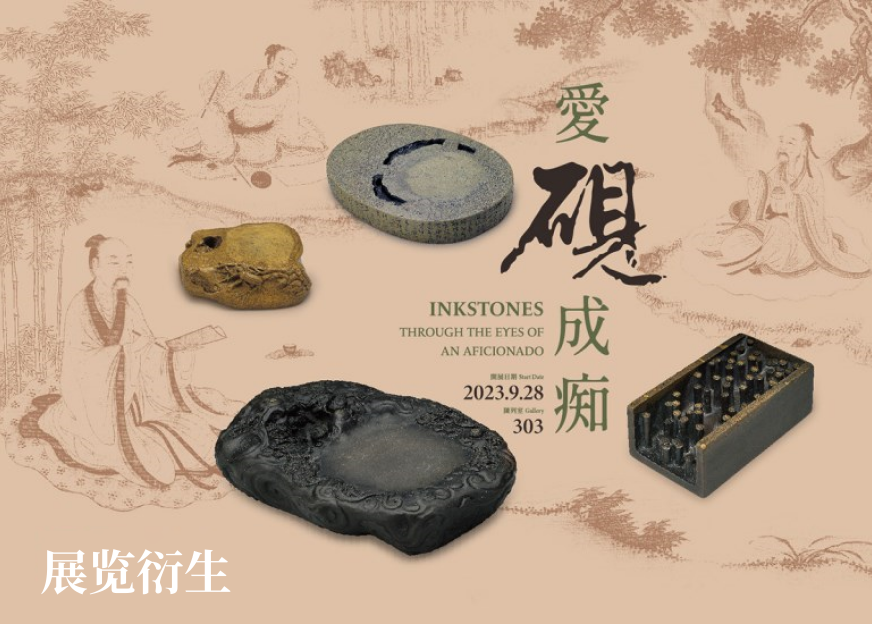 愛硯成痴
INKSTONES
THROUGH THE EYES OF
AN AFICIONADO
開展日期 Start Date
2023.9.28
陳列室 Gallery
303
展览衍生